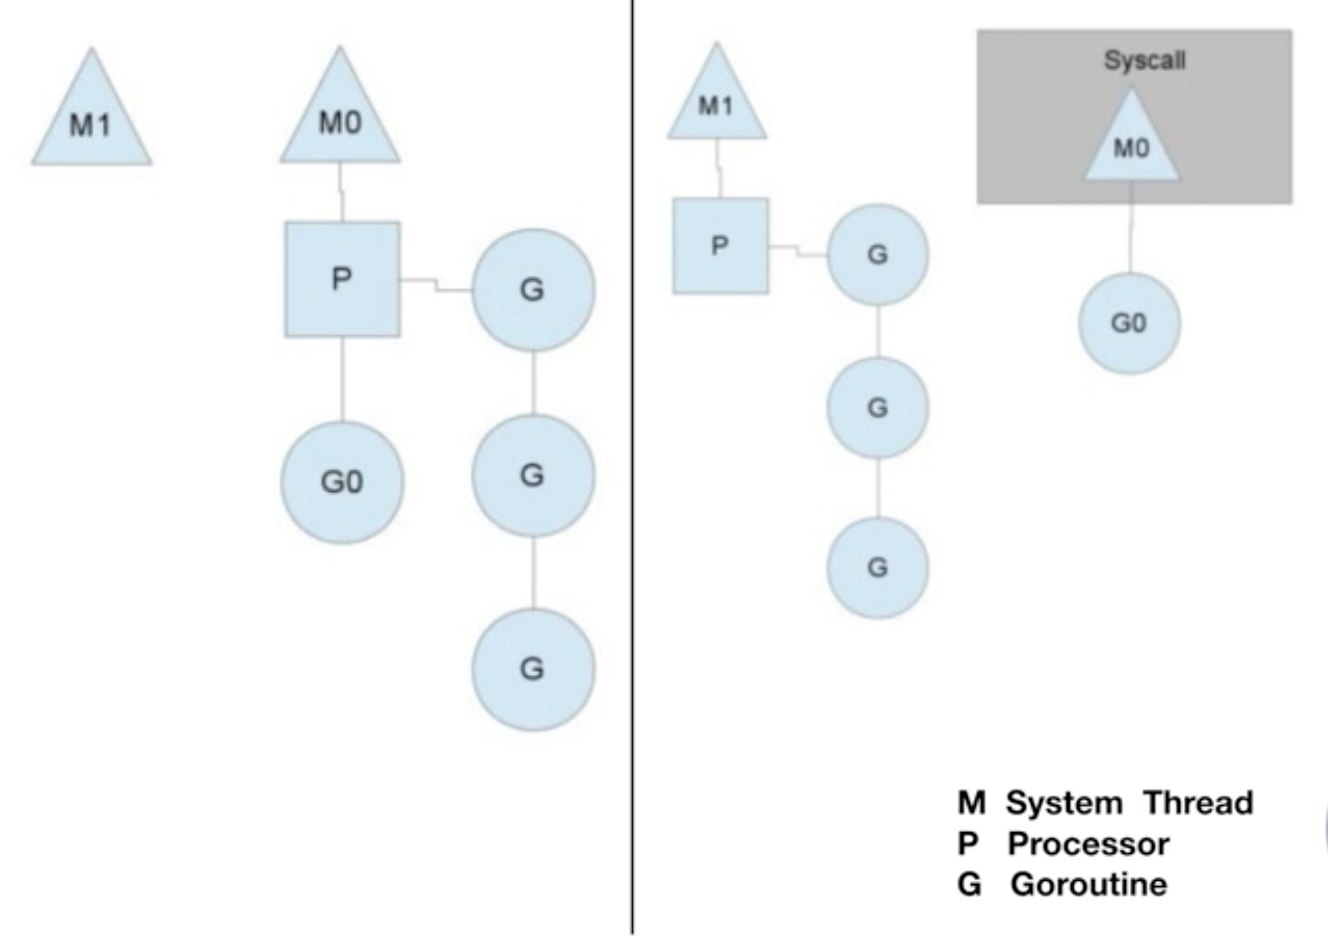 M1
M0
P
G
G0
G
G
M1
P
G
G
G
Syscall
M0
G0
M System Thread
P Processor
G Goroutine